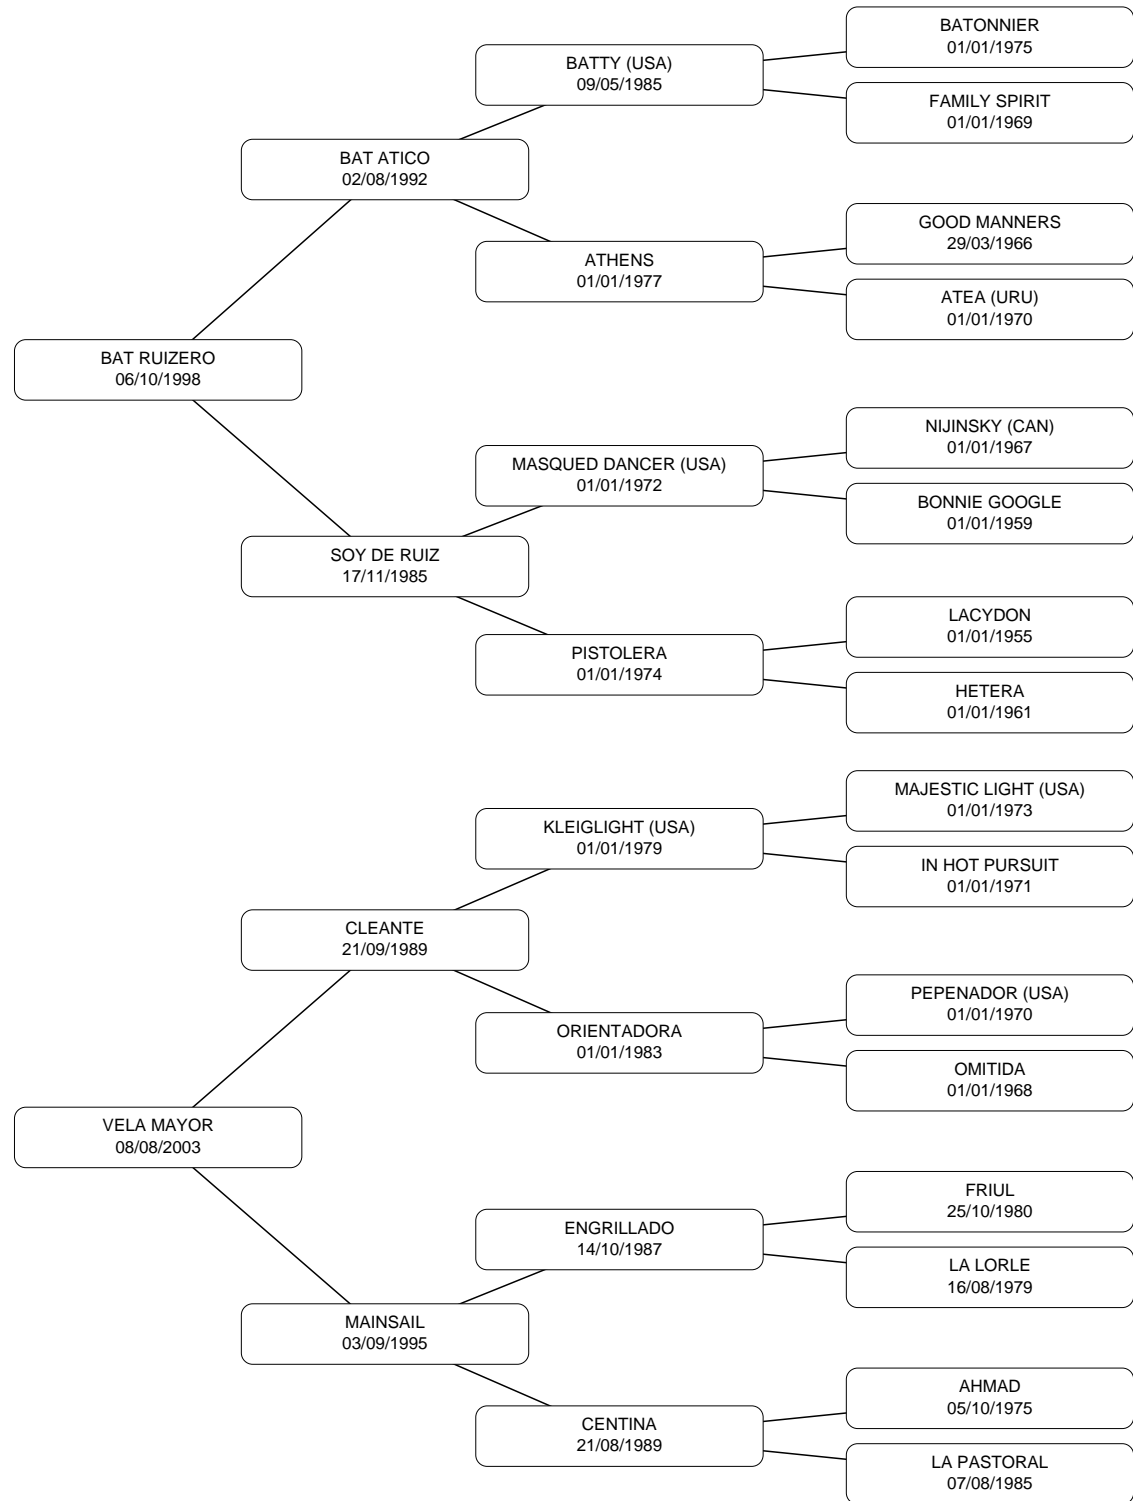 BATONNIER
01/01/1975
BATTY (USA)
09/05/1985
FAMILY SPIRIT
01/01/1969
BAT ATICO
02/08/1992
GOOD MANNERS
29/03/1966
ATHENS
01/01/1977
ATEA (URU)
01/01/1970
BAT RUIZERO
06/10/1998
NIJINSKY (CAN)
01/01/1967
MASQUED DANCER (USA)
01/01/1972
BONNIE GOOGLE
01/01/1959
SOY DE RUIZ
17/11/1985
LACYDON
01/01/1955
PISTOLERA
01/01/1974
HETERA
01/01/1961
MAJESTIC LIGHT (USA)
01/01/1973
KLEIGLIGHT (USA)
01/01/1979
IN HOT PURSUIT
01/01/1971
CLEANTE
21/09/1989
PEPENADOR (USA)
01/01/1970
ORIENTADORA
01/01/1983
OMITIDA
01/01/1968
VELA MAYOR
08/08/2003
FRIUL
25/10/1980
ENGRILLADO
14/10/1987
LA LORLE
16/08/1979
MAINSAIL
03/09/1995
AHMAD
05/10/1975
CENTINA
21/08/1989
LA PASTORAL
07/08/1985